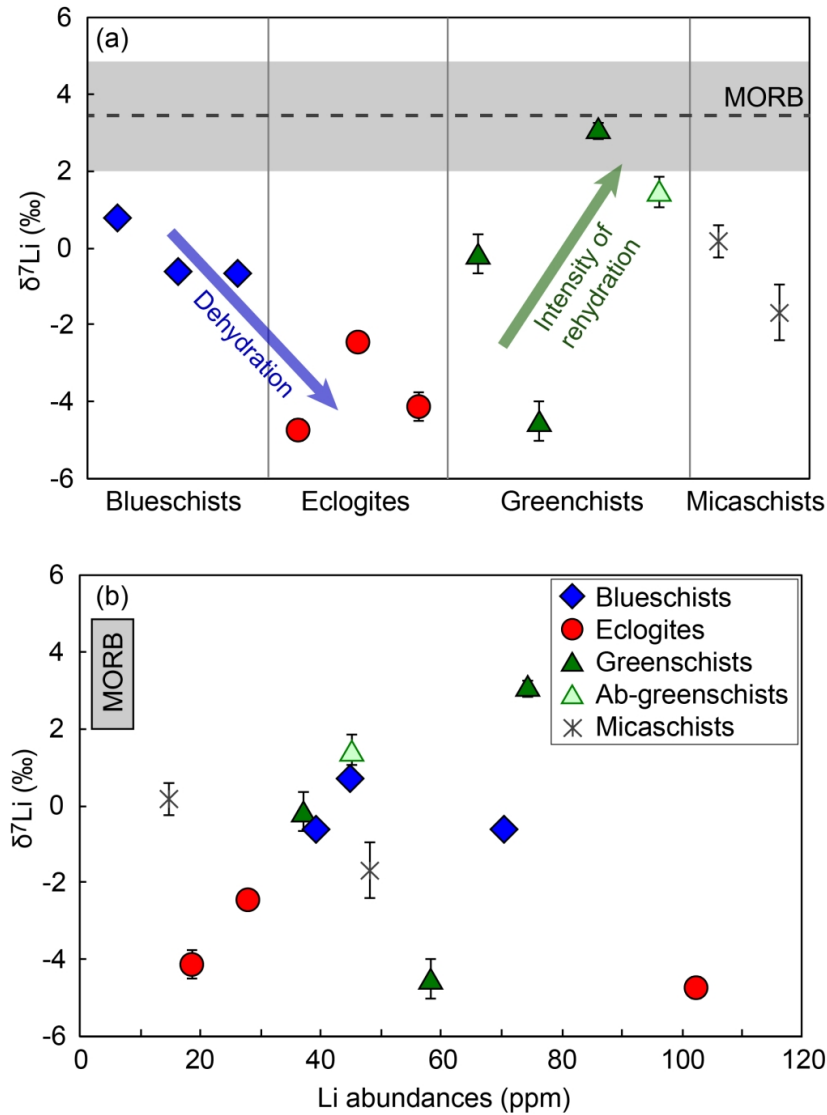 6
(a)
4
MORB
2
0
-2
-4
-6
δ⁷Li (‰)
Dehydration
Intensity of
rehydration
Blueschists Eclogites Greenchists Micaschists
6
(b)
4
2
0
-2
-4
-6
δ⁷Li (‰)
MORB
Blueschists
Eclogites
Greenschists
Ab-greenschists
Micaschists
0 20 40 60 80 100 120
Li abundances (ppm)